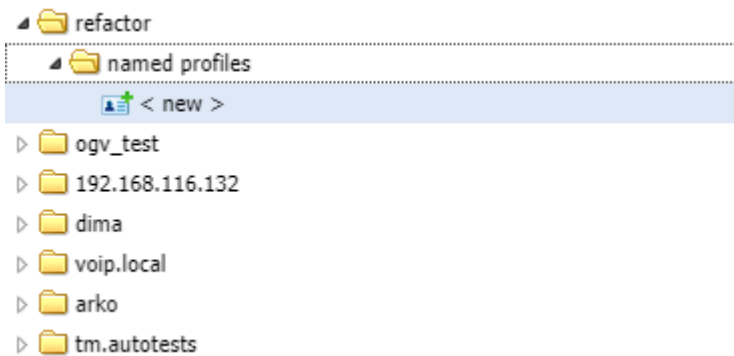 refactor
named profiles
< new >
ogv_test
192.168.116.132
dima
voip.local
arko
tm.autotests